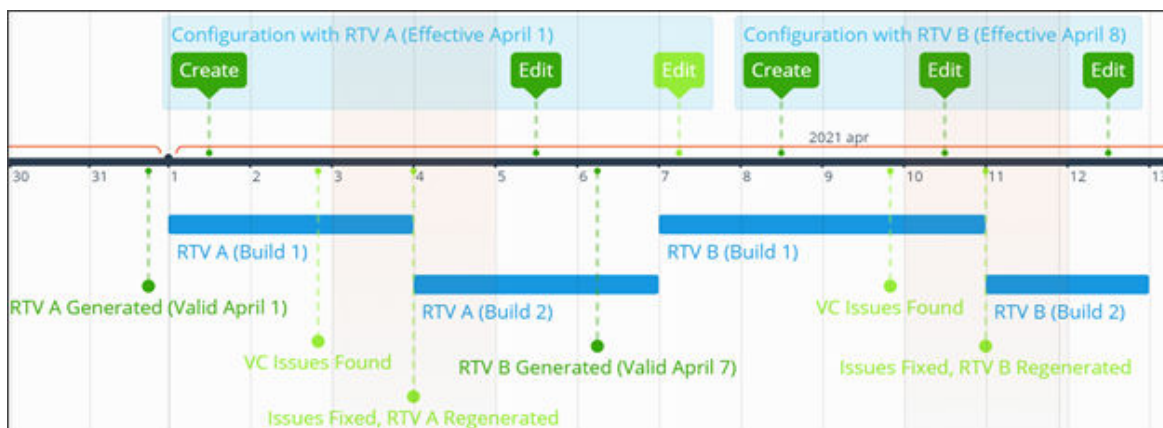 Configuration with RTV A (Effective April 1)
Configuration with RTV B (Effective April 8)
Create
Edit
Edit
Create
Edit
Edit
2021 apr
30
31
1
2
3
4
5
6
7
8
9
10
11
12
13
RTV A (Build 1)
RTV B (Build 1)
RTV A Generated (Valid April 1)
RTV A (Build 2)
VC Issues Found
RTV B (Build 2)
VC Issues Found
RTV B Generated (Valid April 7)
Issues Fixed, RTV B Regenerated
Issues Fixed, RTV A Regenerated